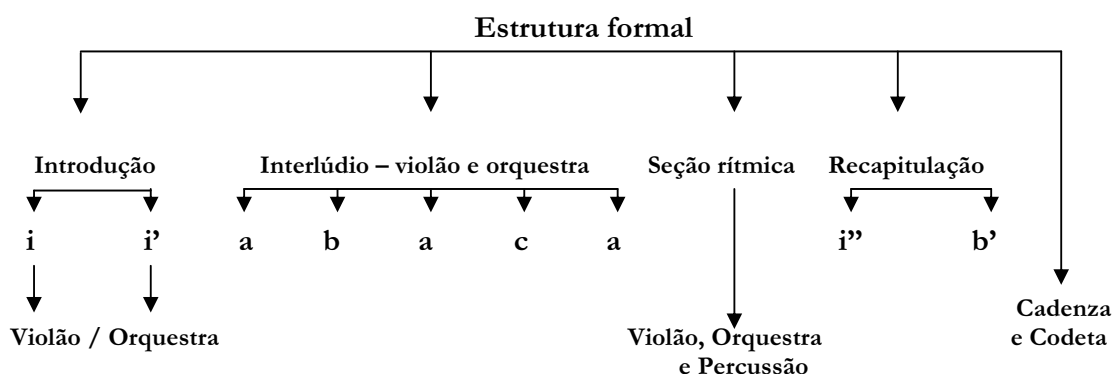 Estrutura formal
Introdução Interlúdio – violão e orquestra Seção rítmica Recapitulação
i i’ a b a c a i’’ b’
Cadenza
e Codeta
Violão / Orquestra Violão, Orquestra
e Percussão